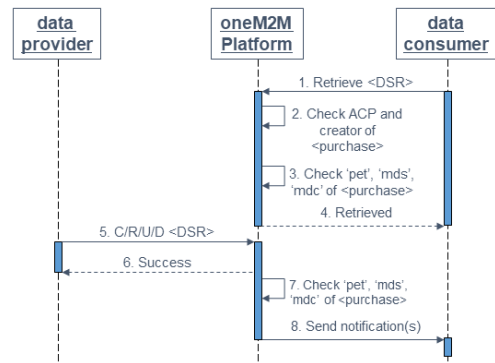 data
provider
oneM2M
Platform
data
consumer
1. Retrieve <DSR>
2. Check ACP and
creator of
<purchase>
3. Check ‘pet’, ‘mds’,
‘mdc’ of <purchase>
4. Retrieved
5. C/R/U/D <DSR>
6. Success
7. Check ‘pet’, ‘mds’,
‘mdc’ of <purchase>
8. Send notification(s)